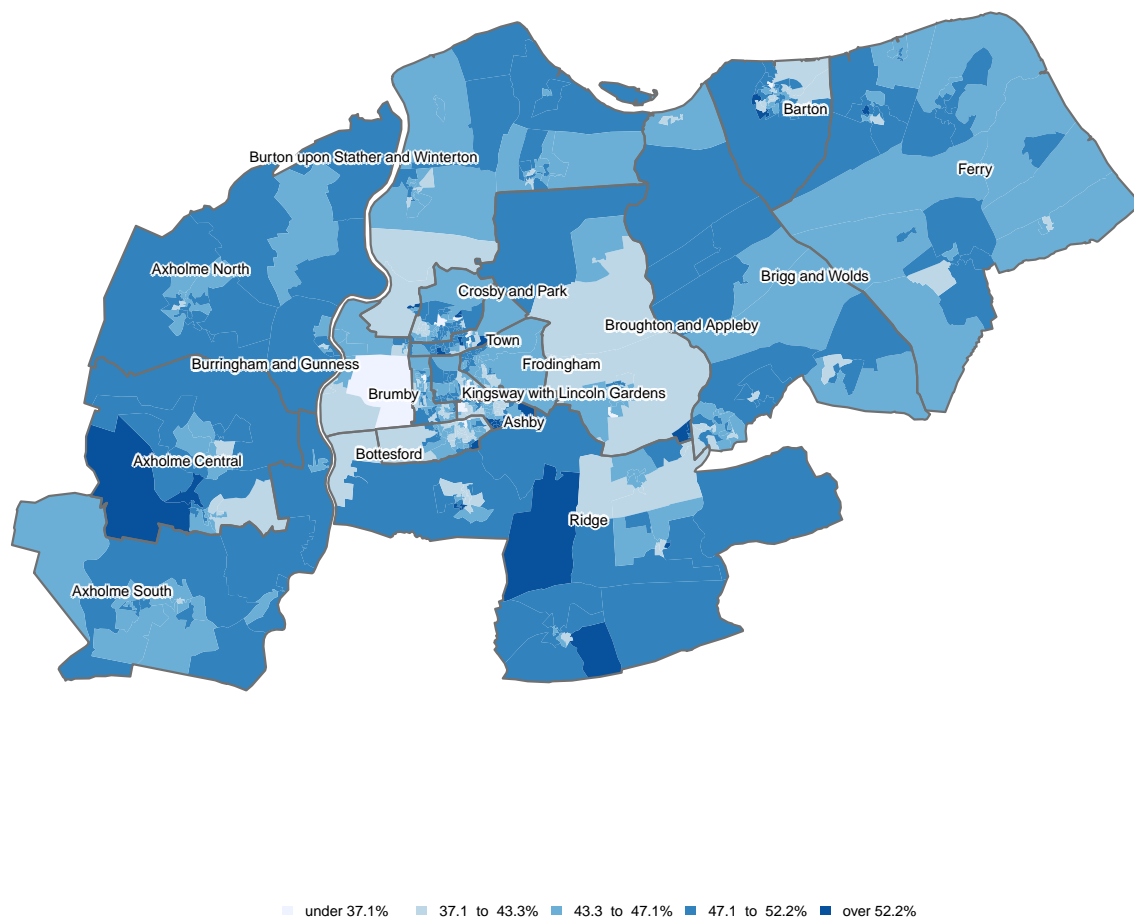 Barton
Burton upon Stather and Winterton
Ferry
Axholme North
Brigg and Wolds
Crosby and Park
Broughton and Appleby
Town
Burringham and Gunness
Frodingham
Brumby
Kingsway with Lincoln Gardens
Ashby
Bottesford
Axholme Central
Ridge
Axholme South
under 37.1% 37.1 to 43.3% 43.3 to 47.1% 47.1 to 52.2% over 52.2%